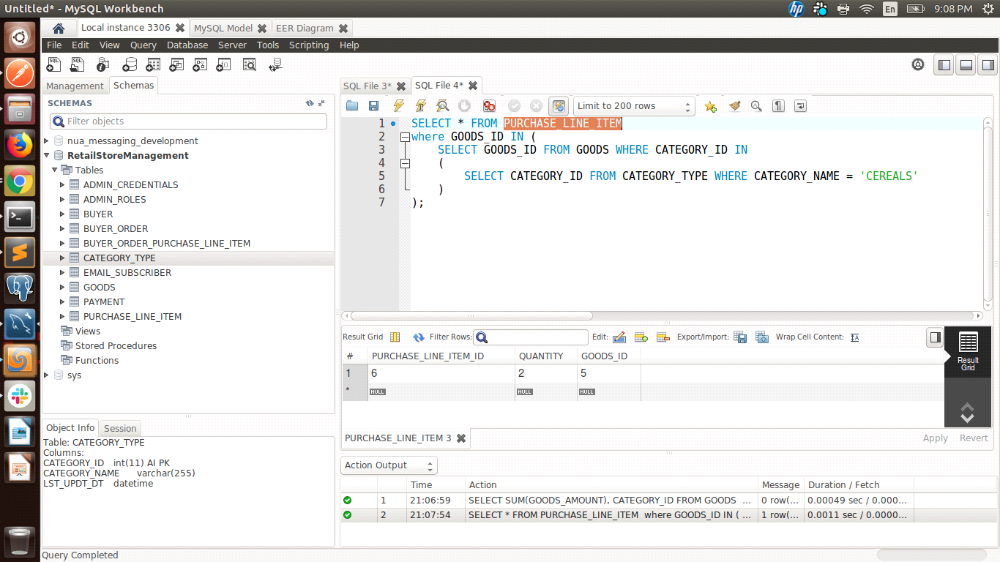 Untitled* - MySQL Workbench
En
9:08 PM
Local instance 3306
MySQL Model
EER Diagram
File Edit View Query Database Server Tools Scripting Help
Management
Schemas
SQL File 3*
SQL File 4*
SCHEMAS
Filter objects
nua_messaging_development
RetailStoreManagement
Tables
ADMIN_CREDENTIALS
ADMIN_ROLES
BUYER
BUYER_ORDER
BUYER_ORDER_PURCHASE_LINE_ITEM
CATEGORY_TYPE
EMAIL_SUBSCRIBER
GOODS
PAYMENT
PURCHASE_LINE_ITEM
Views
Stored Procedures
Functions
sys
Object Info
Session
Table: CATEGORY_TYPE
Columns:
CATEGORY_ID int(11) AI PK
CATEGORY_NAME varchar(255)
LST_UPDT_DT datetime
Limit to 200 rows
1 SELECT * FROM PURCHASE_LINE_ITEM
2 where GOODS_ID IN (
3 SELECT GOODS_ID FROM GOODS WHERE CATEGORY_ID IN
4 (
5 SELECT CATEGORY_ID FROM CATEGORY_TYPE WHERE CATEGORY_NAME = 'CEREALS'
6 )
7 );
Result Grid Filter Rows: Edit: Export/Import: Wrap Cell Content:
Result
Grid
# PURCHASE_LINE_ITEM_ID QUANTITY GOODS_ID
1 6 2 5
* NULL NULL NULL
PURCHASE_LINE_ITEM 3
Apply Revert
Action Output
Time Action Message Duration / Fetch
1 21:06:59 SELECT SUM(GOODS_AMOUNT), CATEGORY_ID FROM GOODS ... 0 row(... 0.00049 sec / 0.000...
2 21:07:54 SELECT * FROM PURCHASE_LINE_ITEM where GOODS_ID IN ( ... 1 row(... 0.0011 sec / 0.0000...
Query Completed